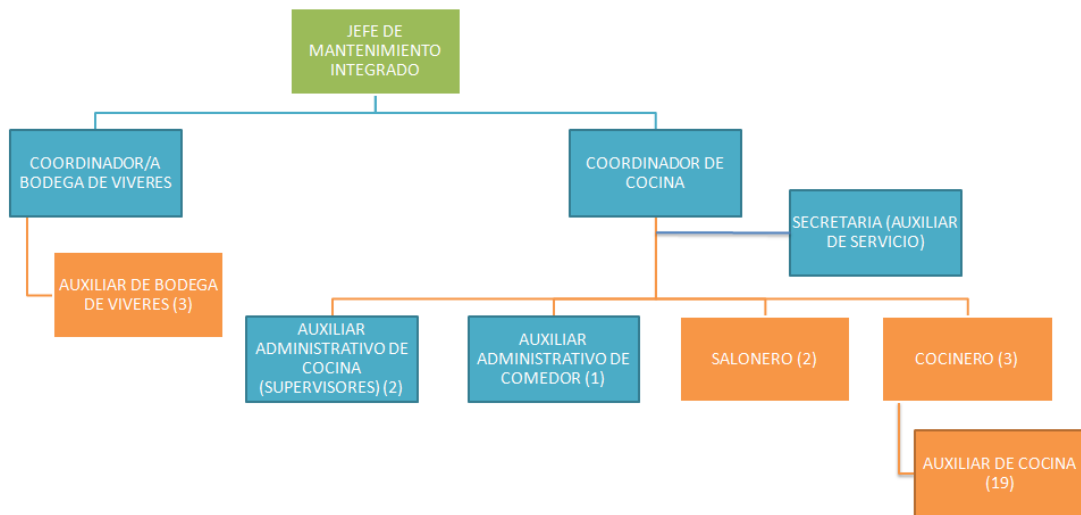 JEFE DE
MANTENIMIENTO
INTEGRADO
COORDINADOR/A
BODEGA DE VIVERES
COORDINADOR DE
COCINA
SECRETARIA (AUXILIAR
DE SERVICIO)
AUXILIAR DE BODEGA
DE VIVERES (3)
AUXILIAR
ADMINISTRATIVO DE
COCINA
(SUPERVISORES) (2)
AUXILIAR
ADMINISTRATIVO DE
COMEDOR (1)
SALONERO (2)
COCINERO (3)
AUXILIAR DE COCINA
(19)